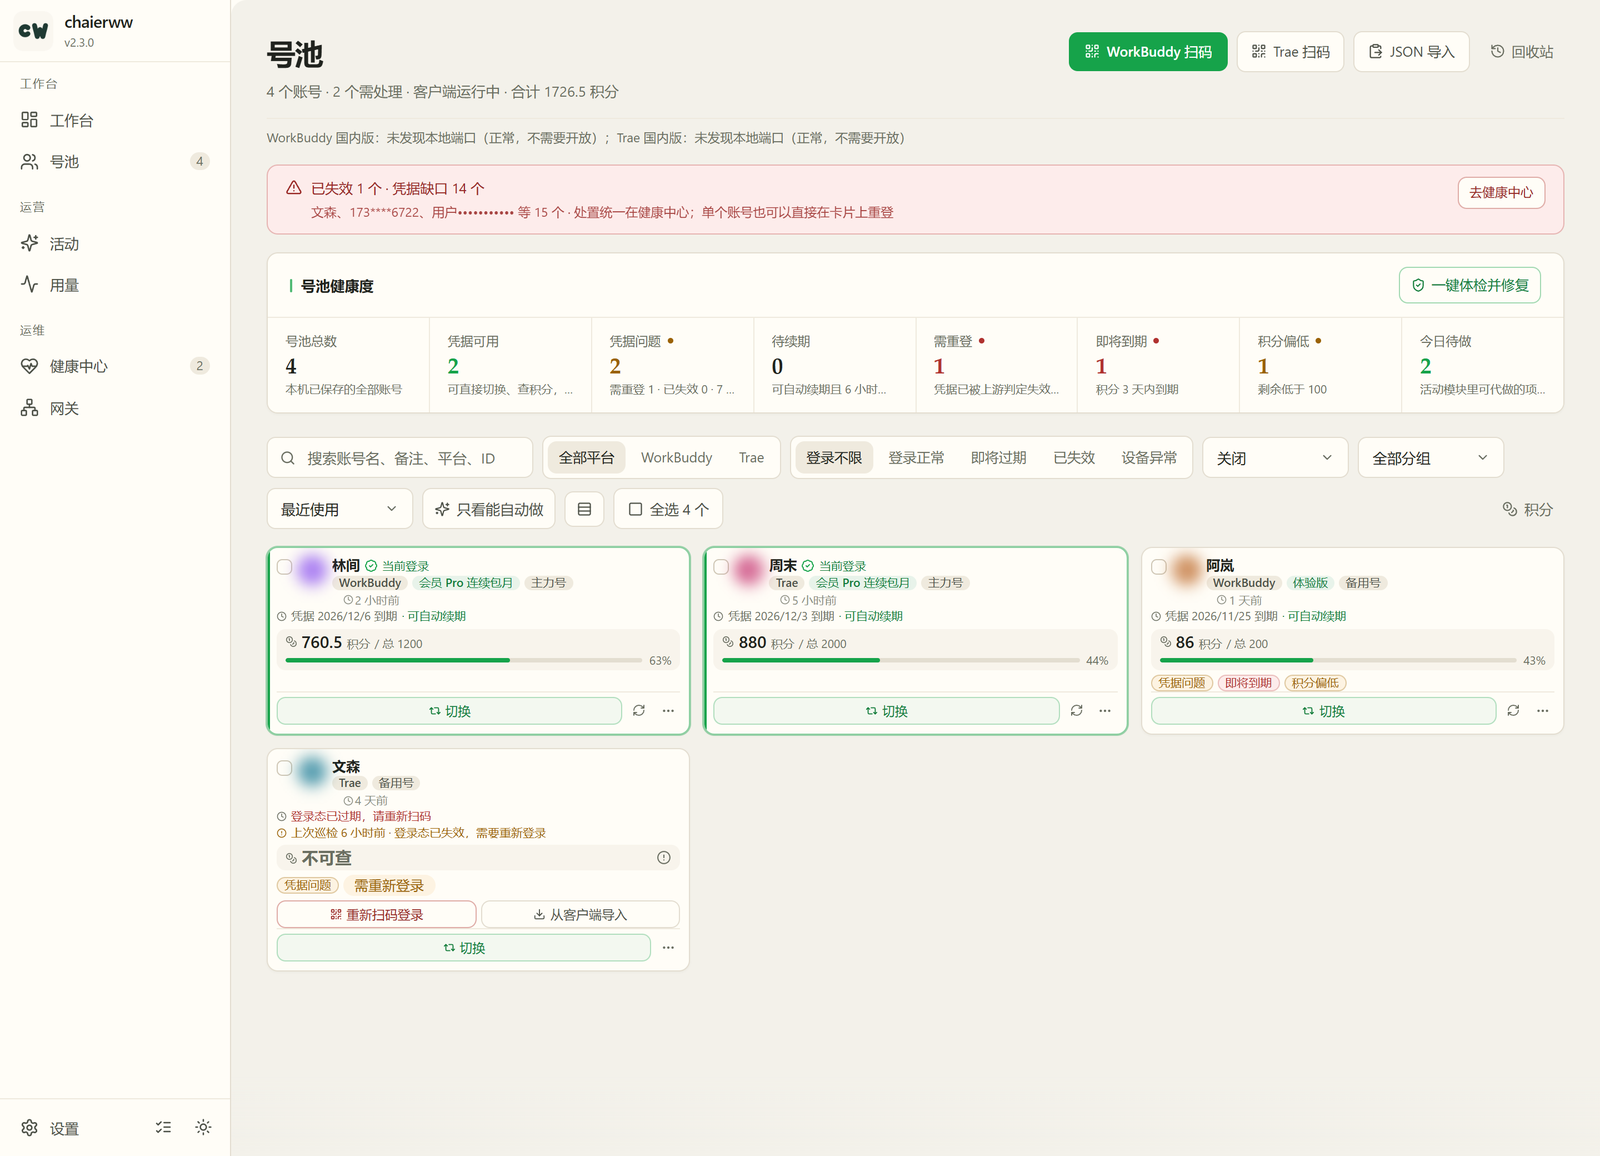 cw
chaierww
v2.3.0
工作台
工作台
号池 4
运营
活动
用量
运维
健康中心 2
网关
设置
号池
WorkBuddy 扫码
Trae 扫码
JSON 导入
回收站
4 个账号 · 2 个需处理 · 客户端运行中 · 合计 1726.5 积分
WorkBuddy 国内版：未发现本地端口（正常，不需要开放）；Trae 国内版：未发现本地端口（正常，不需要开放）
已失效 1 个 · 凭据缺口 14 个
文森、173****6722、用户••••••••••• 等 15 个 · 处置统一在健康中心；单个账号也可以直接在卡片上重登
去健康中心
号池健康度
一键体检并修复
号池总数
4
本机已保存的全部账号
凭据可用
2
可直接切换、查积分，...
凭据问题
2
需重登 1 · 已失效 0 · 7 ...
待续期
0
可自动续期且 6 小时...
需重登
1
凭据已被上游判定失效...
即将到期
1
积分 3 天内到期
积分偏低
1
剩余低于 100
今日待做
2
活动模块里可代做的项...
搜索账号名、备注、平台、ID
全部平台 WorkBuddy Trae
登录不限 登录正常 即将过期 已失效 设备异常
关闭
全部分组
最近使用
只看能自动做
全选 4 个
积分
林间 当前登录
WorkBuddy 会员 Pro 连续包月 主力号
2 小时前
凭据 2026/12/6 到期 · 可自动续期
760.5 积分 / 总 1200
63%
切换
周末 当前登录
Trae 会员 Pro 连续包月 主力号
5 小时前
凭据 2026/12/3 到期 · 可自动续期
880 积分 / 总 2000
44%
切换
阿岚
WorkBuddy 体验版 备用号
1 天前
凭据 2026/11/25 到期 · 可自动续期
86 积分 / 总 200
43%
凭据问题 即将到期 积分偏低
切换
文森
Trae 备用号
4 天前
登录态已过期，请重新扫码
上次巡检 6 小时前 · 登录态已失效，需要重新登录
不可查
凭据问题 需重新登录
重新扫码登录
从客户端导入
切换